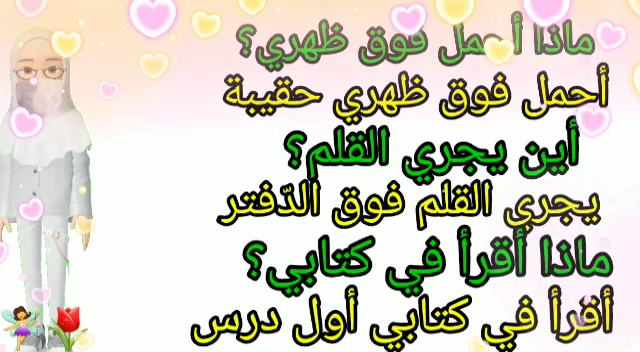 ماذا أحمل فوق ظهري؟
أحمل فوق ظهري حقيبة
أين يجري القلم؟
يجري القلم فوق الدّفتر
ماذا أقرأ في كتابي؟
أقرأ في كتابي أول درس